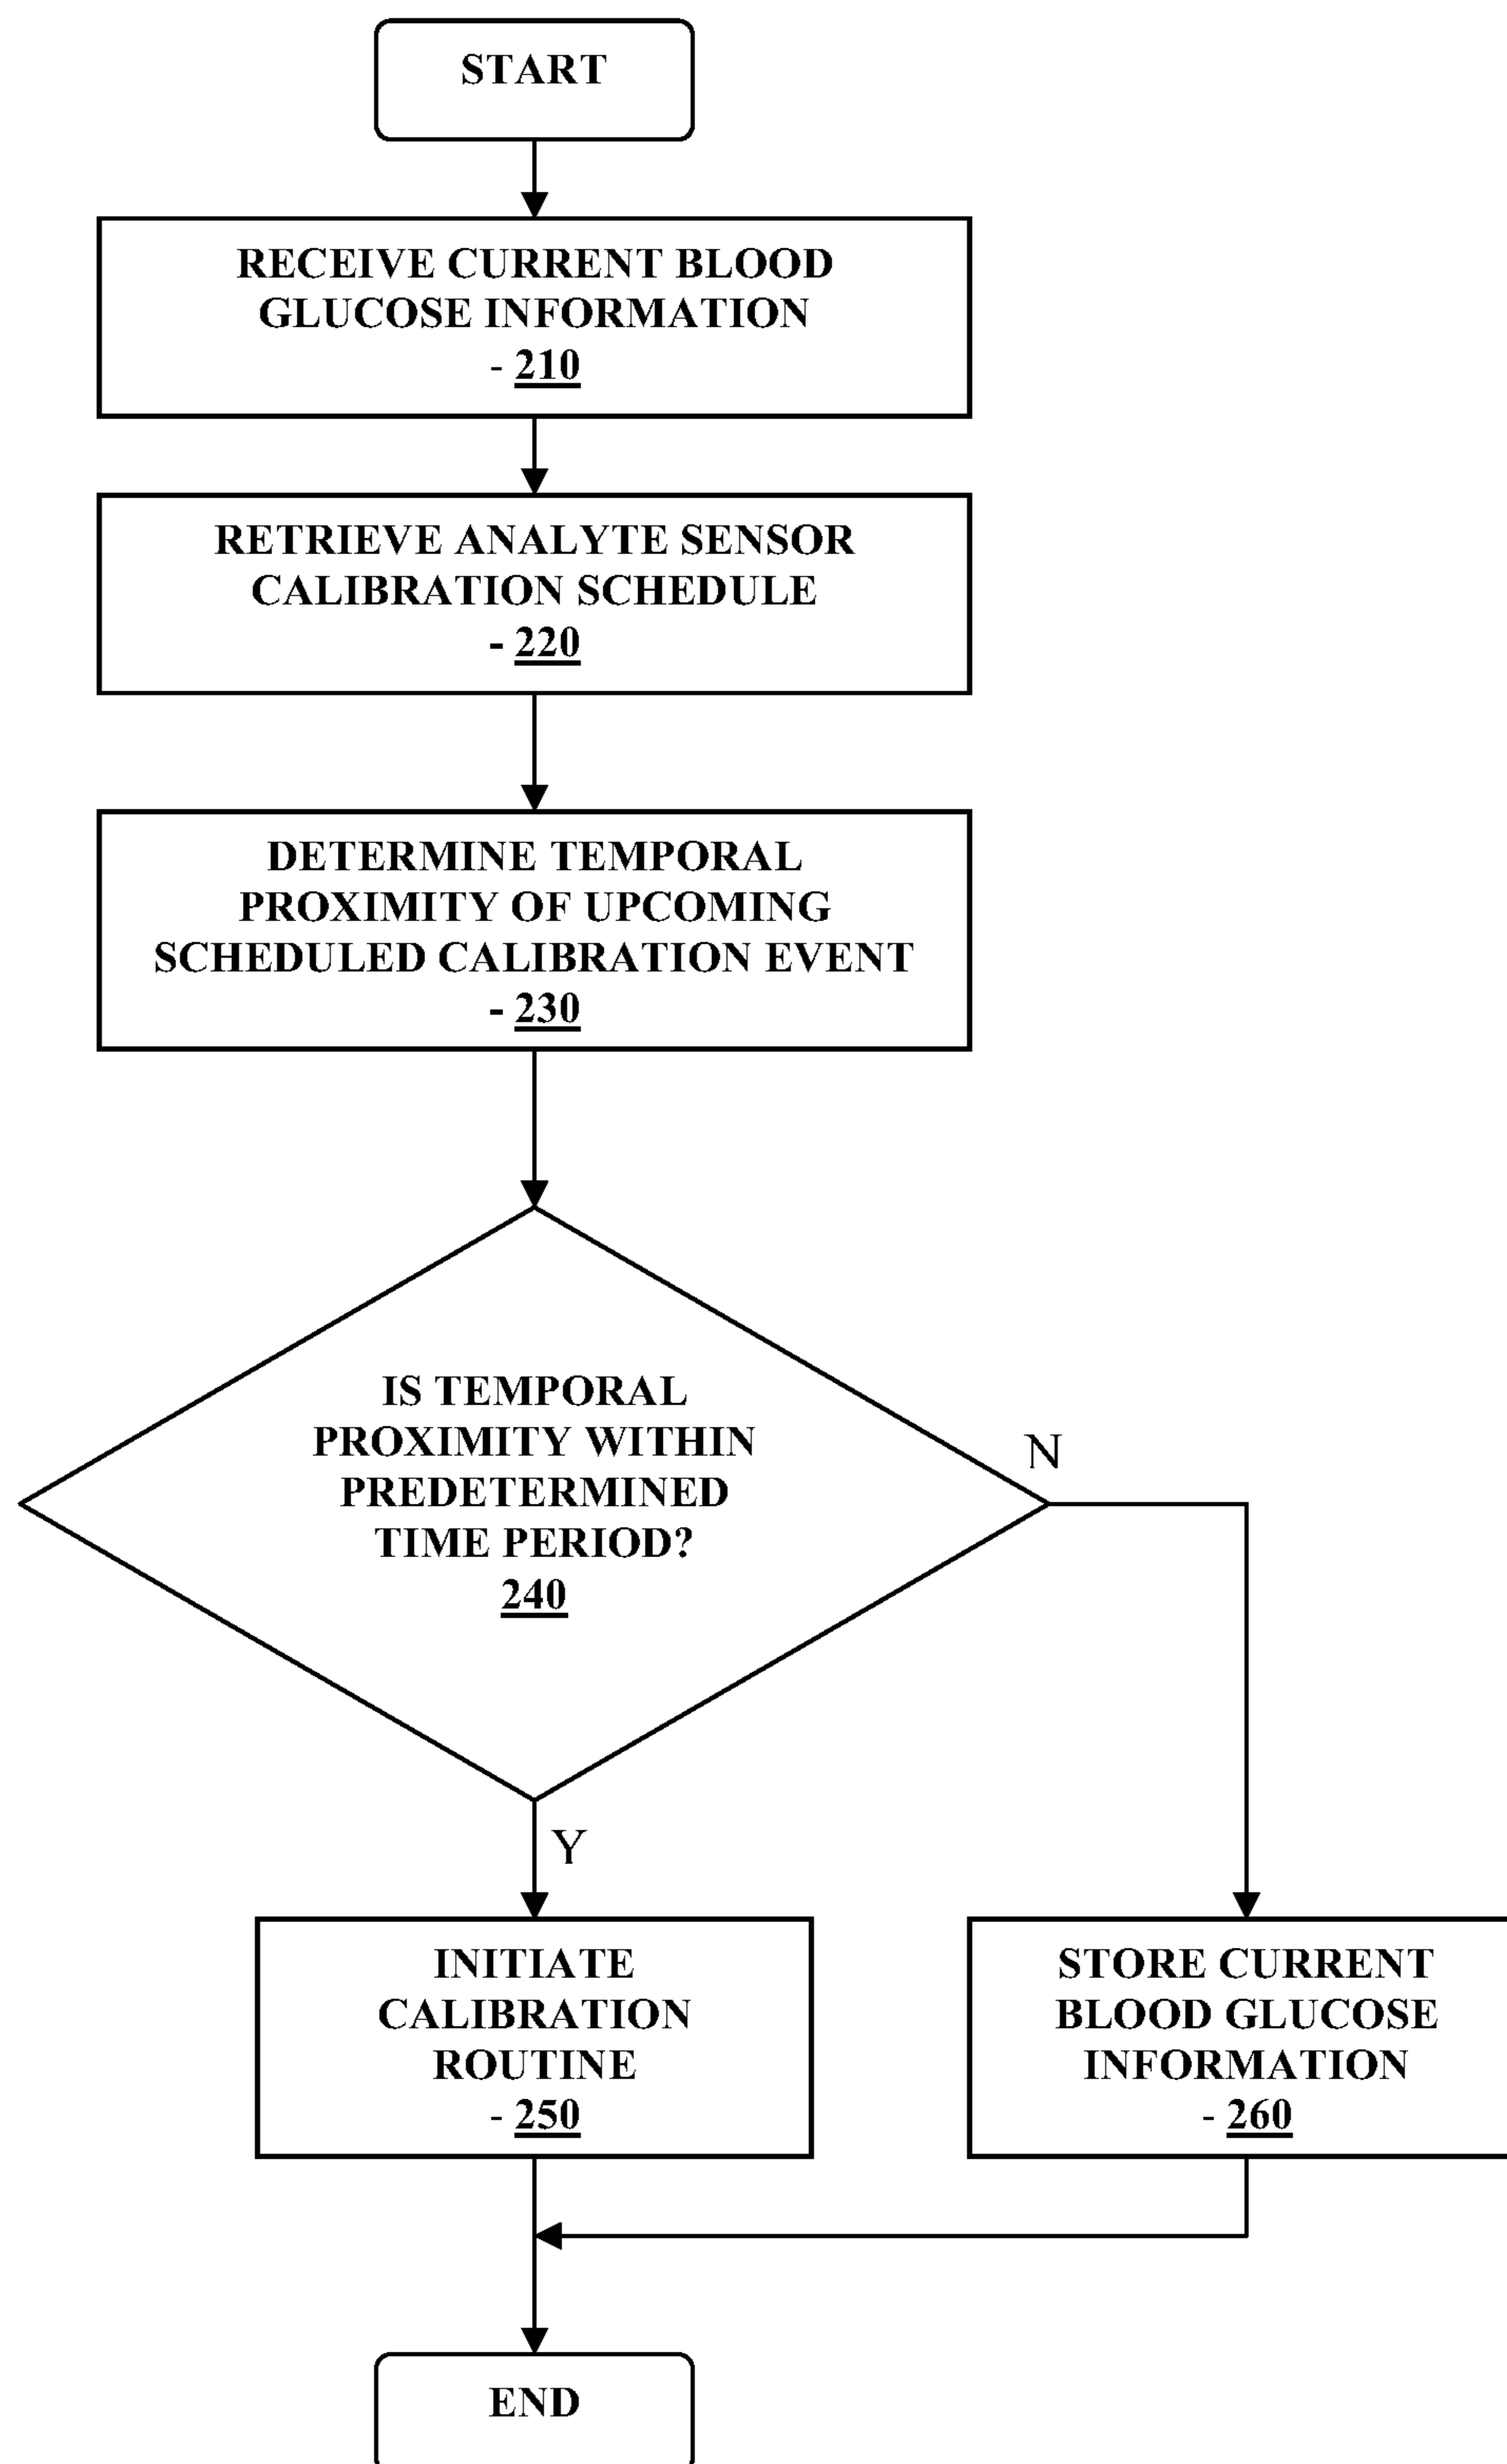 START
RECEIVE CURRENT BLOOD
GLUCOSE INFORMATION
- 210
RETRIEVE ANALYTE SENSOR
CALIBRATION SCHEDULE
- 220
DETERMINE TEMPORAL
PROXIMITY OF UPCOMING
SCHEDULED CALIBRATION EVENT
- 230
IS TEMPORAL
PROXIMITY WITHIN
PREDETERMINED
TIME PERIOD?
240
N
Y
INITIATE
CALIBRATION
ROUTINE
- 250
STORE CURRENT
BLOOD GLUCOSE
INFORMATION
- 260
END